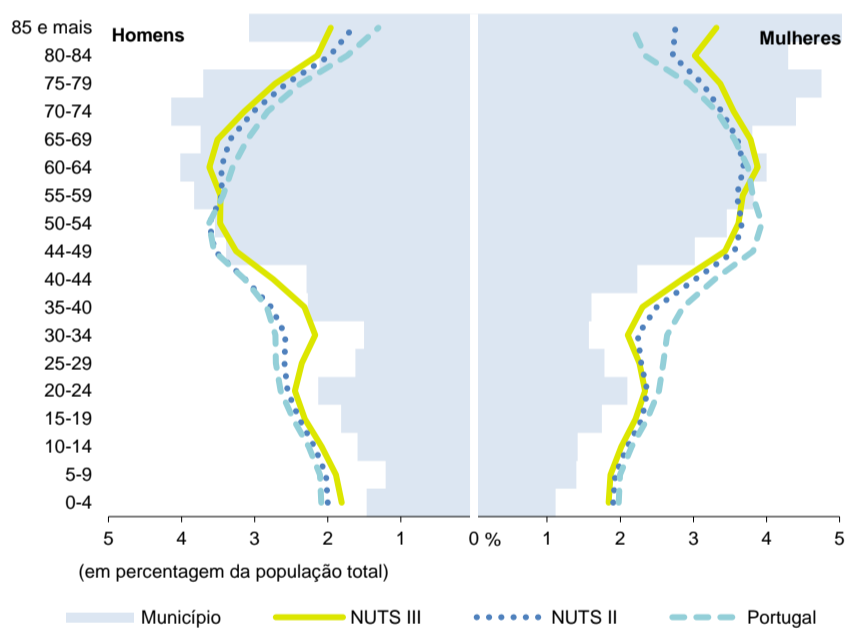 85 e mais
Homens
Mulheres
80-84
75-79
70-74
65-69
60-64
55-59
50-54
44-49
40-44
35-40
30-34
25-29
20-24
15-19
10-14
5-9
0-4
5 4 3 2 1 0 % 1 2 3 4 5
(em percentagem da população total)
Município NUTS III NUTS II Portugal